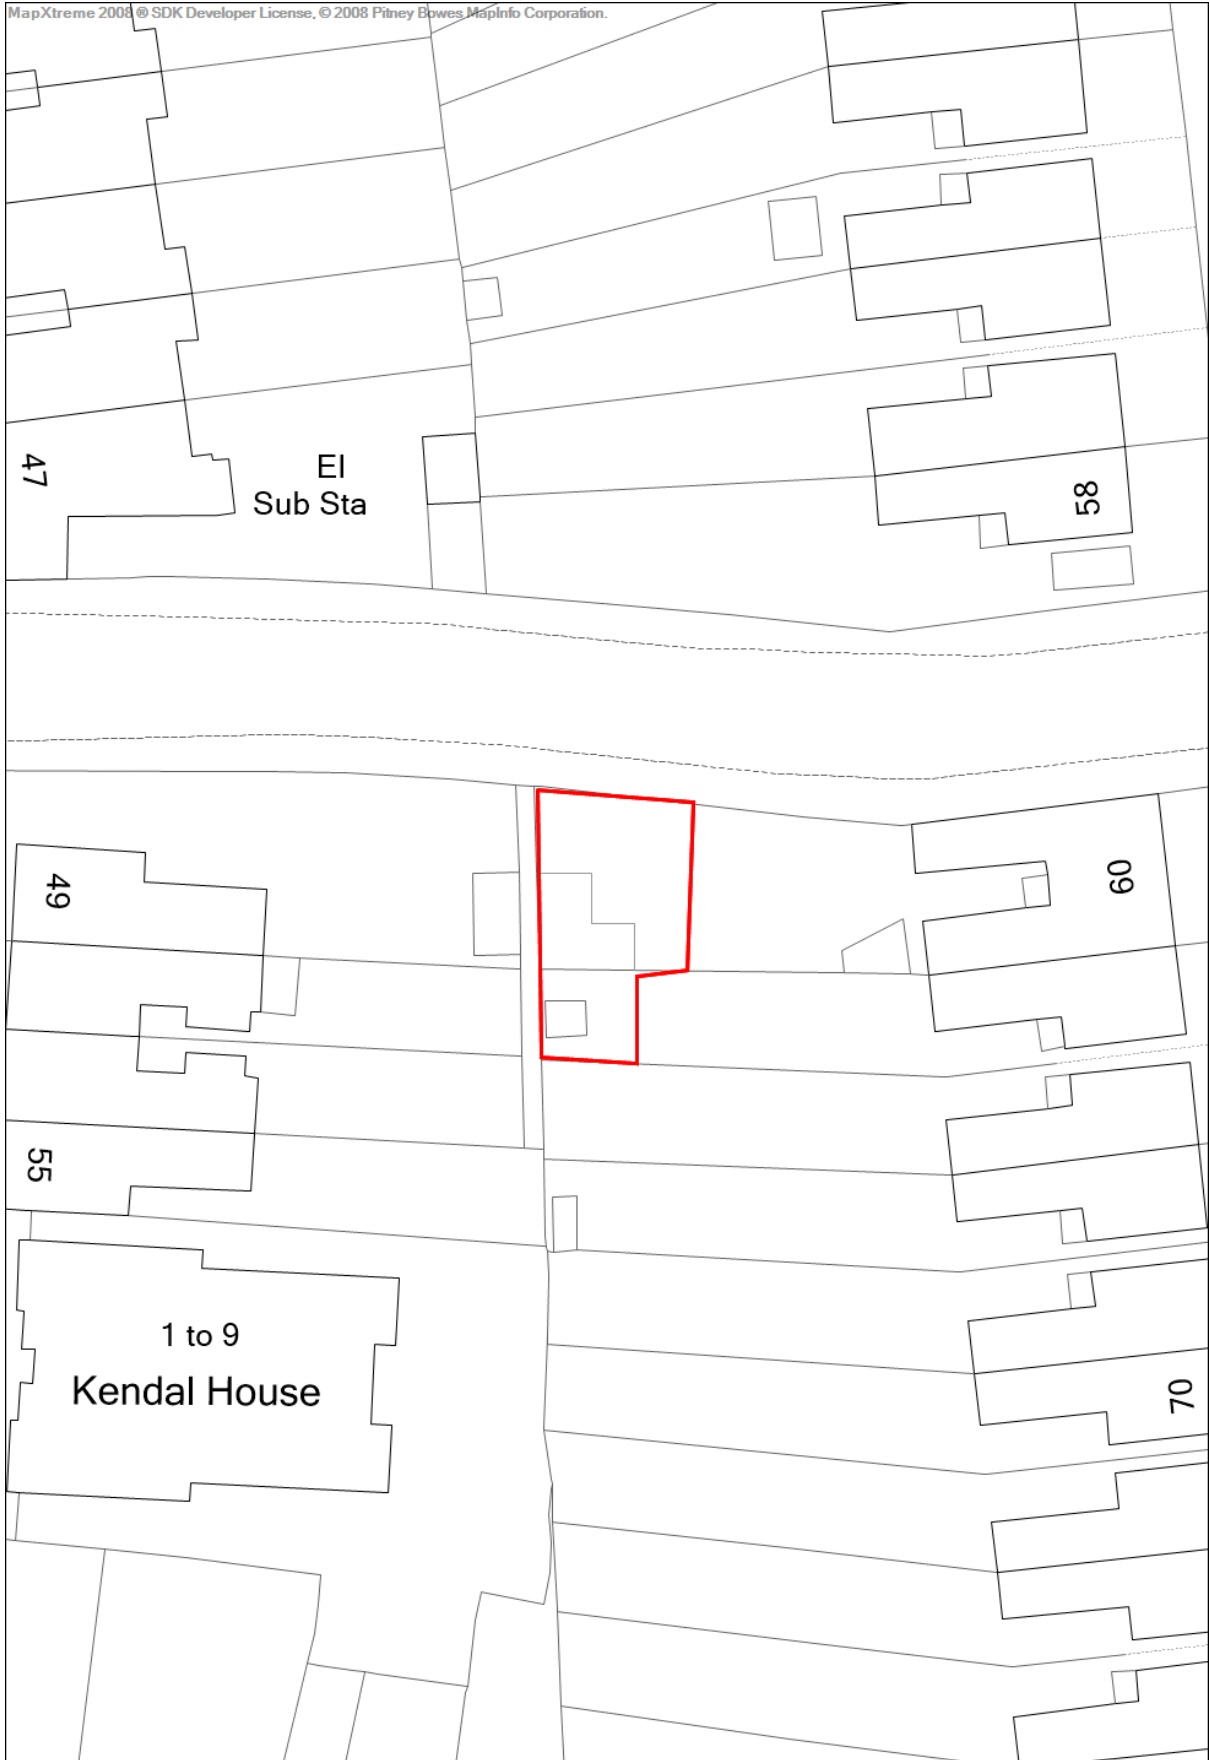 MapXtreme 2008 ® SDK Developer License, © 2008 Pitney Bowes MapInfo Corporation.
47
El
Sub Sta
58
49
60
55
1 to 9
Kendal House
70